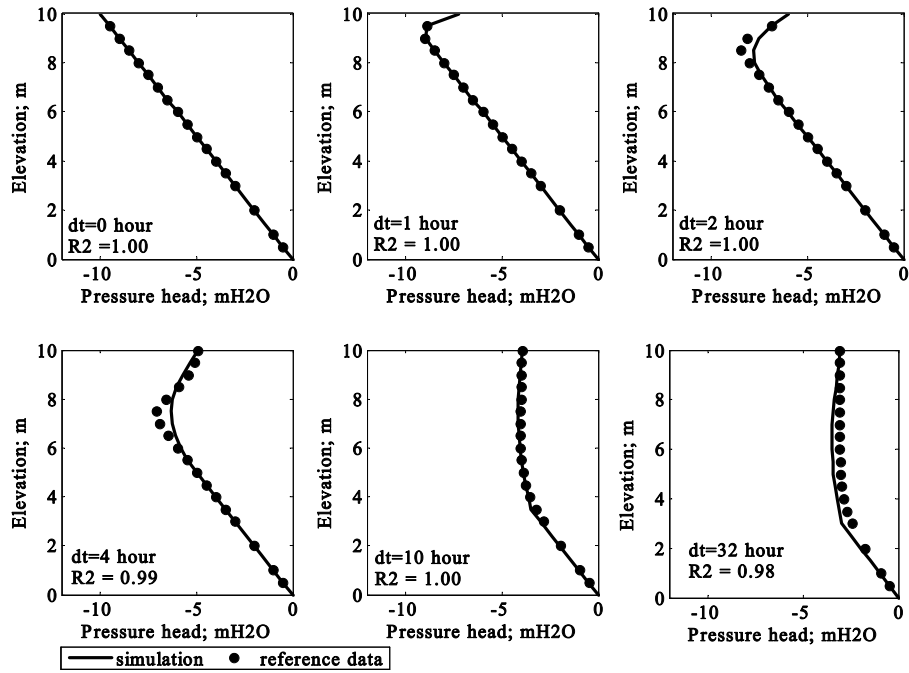 10
8
6
4
2
0
Elevation; m
dt=0 hour
R2 =1.00
-10 -5 0
Pressure head; mH2O
10
8
6
4
2
0
Elevation; m
dt=1 hour
R2 = 1.00
-10 -5 0
Pressure head; mH2O
10
8
6
4
2
0
Elevation; m
dt=2 hour
R2 =1.00
-10 -5 0
Pressure head; mH2O
10
8
6
4
2
0
Elevation; m
dt=4 hour
R2 = 0.99
-10 -5 0
Pressure head; mH2O
10
8
6
4
2
0
Elevation; m
dt=10 hour
R2 = 1.00
-10 -5 0
Pressure head; mH2O
10
8
6
4
2
0
Elevation; m
dt=32 hour
R2 = 0.98
-10 -5 0
Pressure head; mH2O
simulation reference data